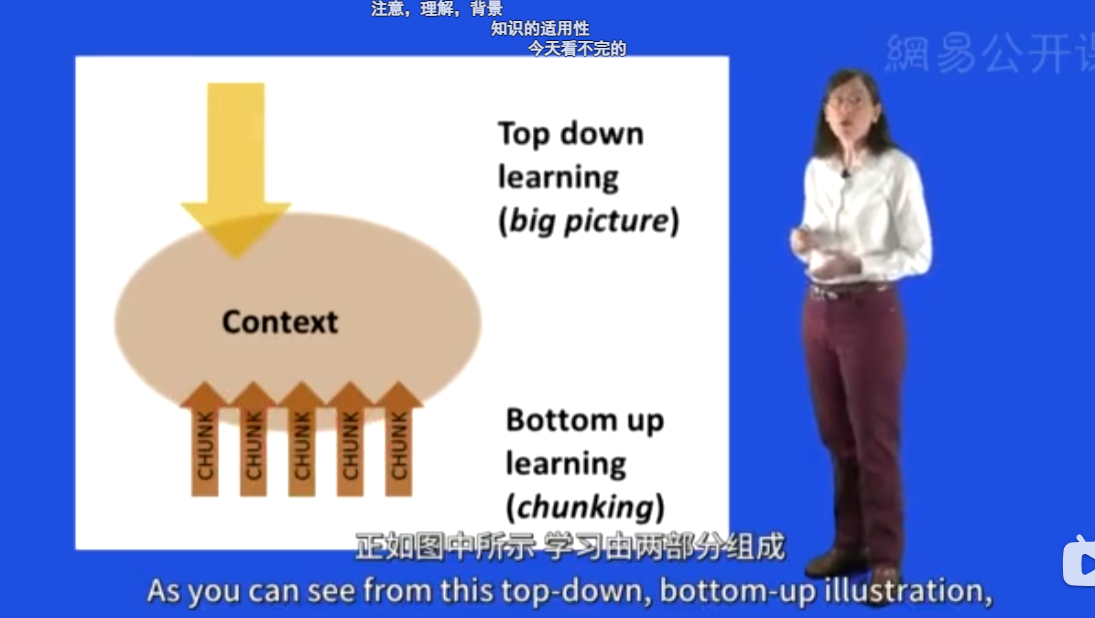 注意，理解，背景
知识的适用性
今天看不完的
網易公开课
Top down
learning
(big picture)
Context
CHUNK
CHUNK
CHUNK
CHUNK
CHUNK
Bottom up
learning
(chunking)
正如图中所示 学习由两部分组成
As you can see from this top-down, bottom-up illustration,